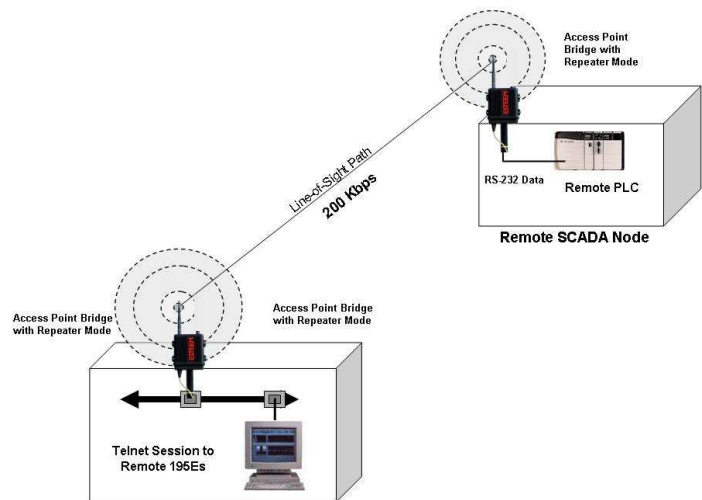 Access Point
Bridge with
Repeater Mode
Line-of-Sight Path
200 Kbps
RS-232 Data
Remote PLC
Remote SCADA Node
Access Point Bridge
with Repeater Mode
Access Point Bridge
with Repeater Mode
Telnet Session to
Remote 195Es